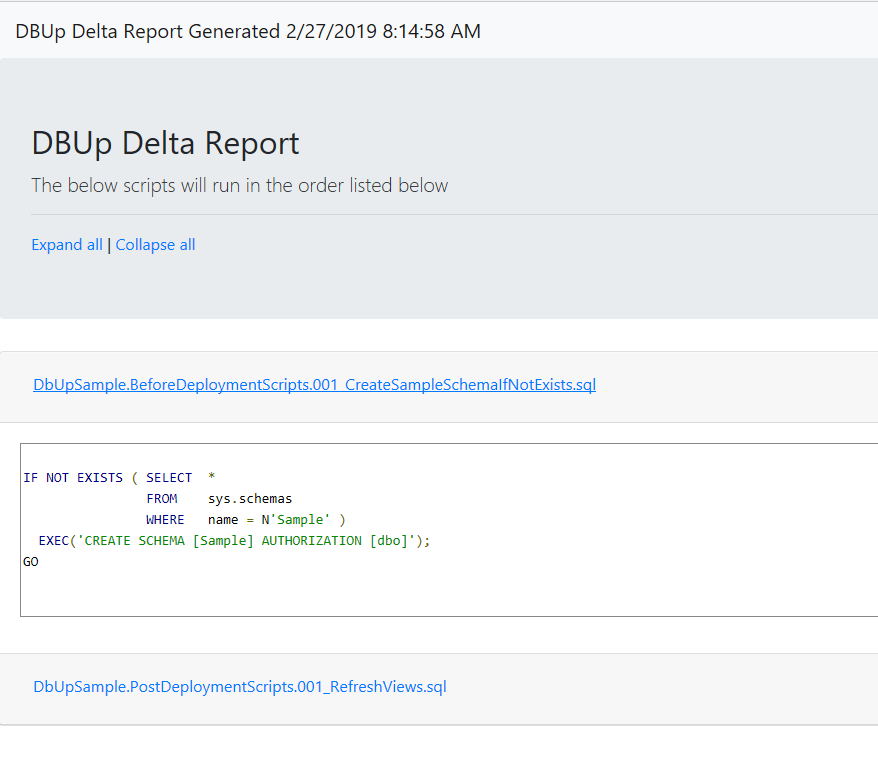 DBUp Delta Report Generated 2/27/2019 8:14:58 AM
DBUp Delta Report
The below scripts will run in the order listed below
Expand all | Collapse all
DbUpSample.BeforeDeploymentScripts.001_CreateSampleSchemaIfNotExists.sql
IF NOT EXISTS ( SELECT  *
                FROM    sys.schemas
                WHERE   name = N'Sample' )
  EXEC('CREATE SCHEMA [Sample] AUTHORIZATION [dbo]');
GO
DbUpSample.PostDeploymentScripts.001_RefreshViews.sql